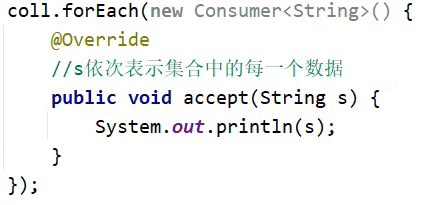 coll.forEach(new Consumer<String>() {
    @Override
    //s依次表示集合中的每一个数据
    public void accept(String s) {
        System.out.println(s);
    }
});